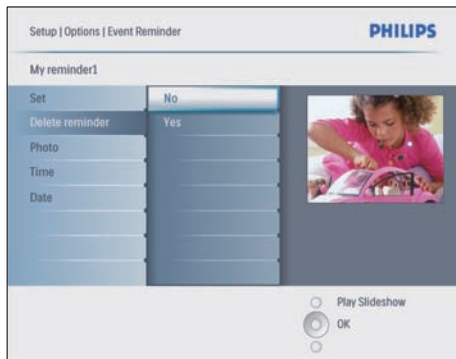 Setup | Options | Event Reminder
PHILIPS
My reminder1
Set
No
Delete reminder
Yes
Photo
Time
Date
Play Slideshow
OK